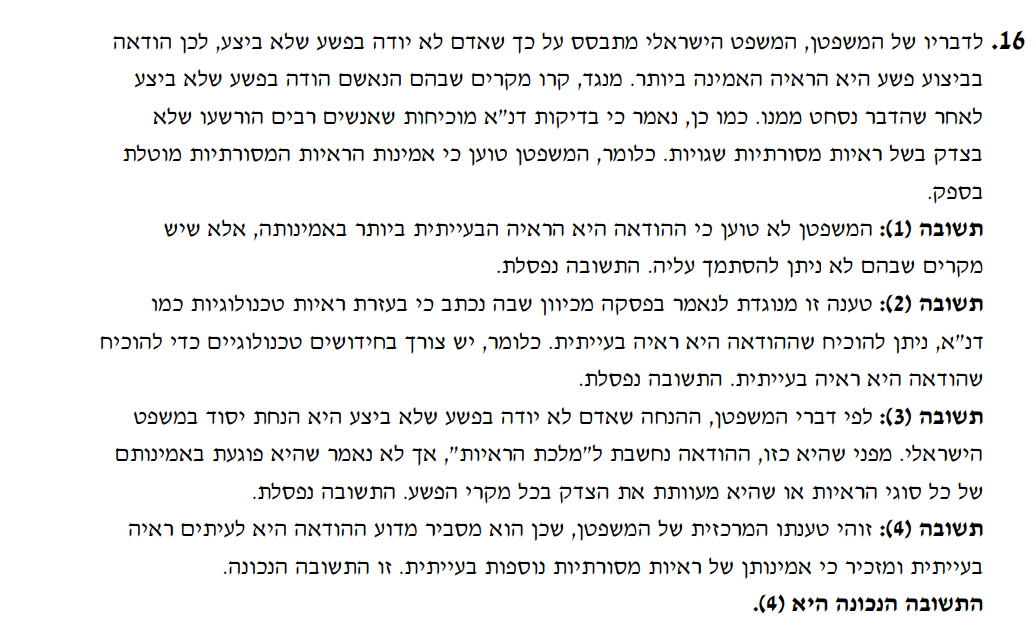 16. לדבריו של המשפטן, המשפט הישראלי מתבסס על כך שאדם לא יודה בפשע שלא ביצע, לכן הודאה
בביצוע פשע היא הראיה האמינה ביותר. מנגד, קרו מקרים שבהם הנאשם הודה בפשע שלא ביצע
לאחר שהדבר נסחט ממנו. כמו כן, נאמר כי בדיקות דנ"א מוכיחות שאנשים רבים הורשעו שלא
בצדק בשל ראיות מסורתיות שגויות. כלומר, המשפטן טוען כי אמינות הראיות המסורתיות מוטלת
בספק.
תשובה (1): המשפטן לא טוען כי ההודאה היא הראיה הבעייתית ביותר באמינותה, אלא שיש
מקרים שבהם לא ניתן להסתמך עליה. התשובה נפסלת.
תשובה (2): טענה זו מנוגדת לנאמר בפסקה מכיוון שבה נכתב כי בעזרת ראיות טכנולוגיות כמו
דנ"א, ניתן להוכיח שההודאה היא ראיה בעייתית. כלומר, יש צורך בחידושים טכנולוגיים כדי להוכיח
שהודאה היא ראיה בעייתית. התשובה נפסלת.
תשובה (3): לפי דברי המשפטן, ההנחה שאדם לא יודה בפשע שלא ביצע היא הנחת יסוד במשפט
הישראלי. מפני שהיא כזו, ההודאה נחשבת ל"מלכת הראיות", אך לא נאמר שהיא פוגעת באמינותם
של כל סוגי הראיות או שהיא מעוותת את הצדק בכל מקרי הפשע. התשובה נפסלת.
תשובה (4): זוהי טענתו המרכזית של המשפטן, שכן הוא מסביר מדוע ההודאה היא לעיתים ראיה
בעייתית ומזכיר כי אמינותן של ראיות מסורתיות נוספות בעייתית. זו התשובה הנכונה.
התשובה הנכונה היא (4).